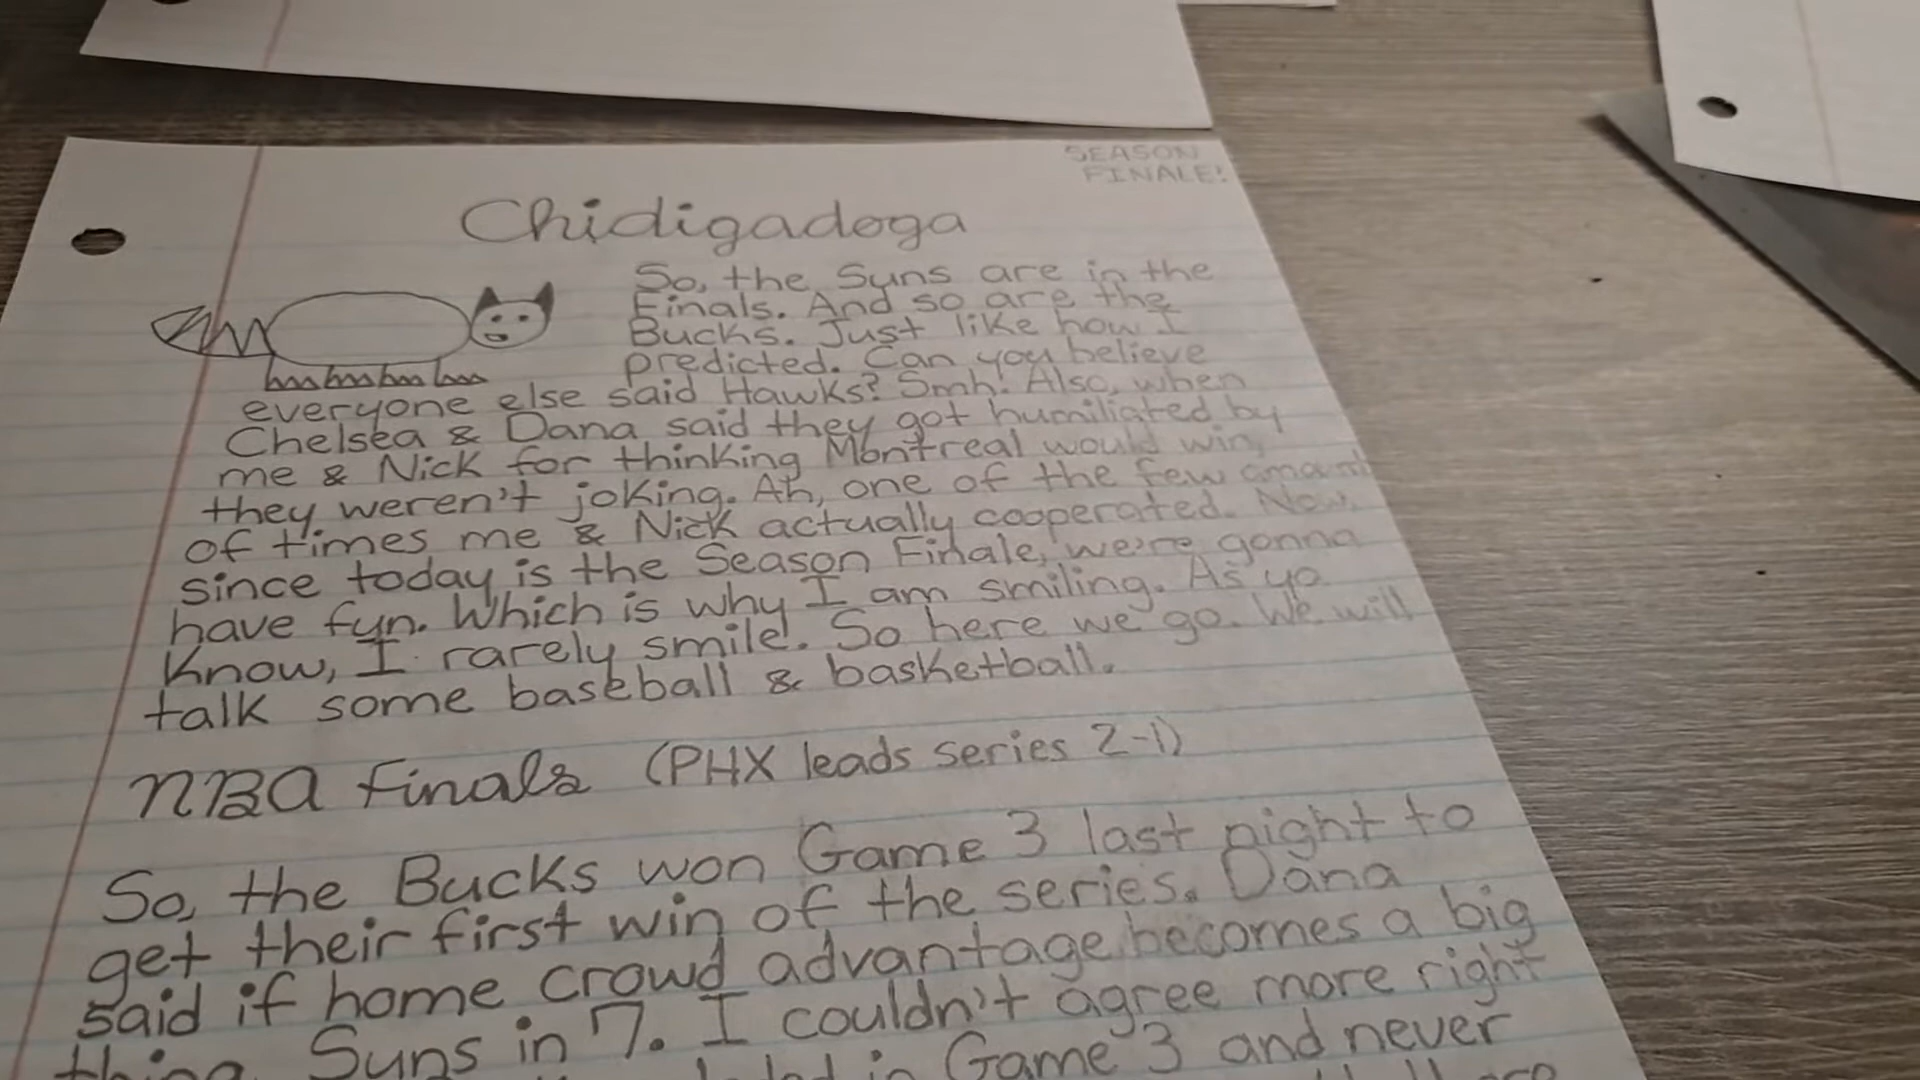 SEASON
FINALE!
Chidigadoga
So, the Suns are in the
Finals. And so are the
Bucks. Just like how I
predicted. Can you believe
everyone else said Hawks? Smh! Also, when
Chelsea & Dana said they got humiliated by
me & Nick for thinking Montreal would win,
they weren't joking. Ah, one of the few
of times me & Nick actually cooperated. Now,
since today is the Season Finale, we're gonna
have fun. Which is why I am smiling. As yo
know, I rarely smile. So here we go. We will
talk some baseball & basketball.
NBA Finals (PHX leads series 2-1)
So, the Bucks won Game 3 last night to
get their first win of the series. Dana
said if home crowd advantage becomes a big
thing, Suns in 7. I couldn't agree more right
in Game 3 and never